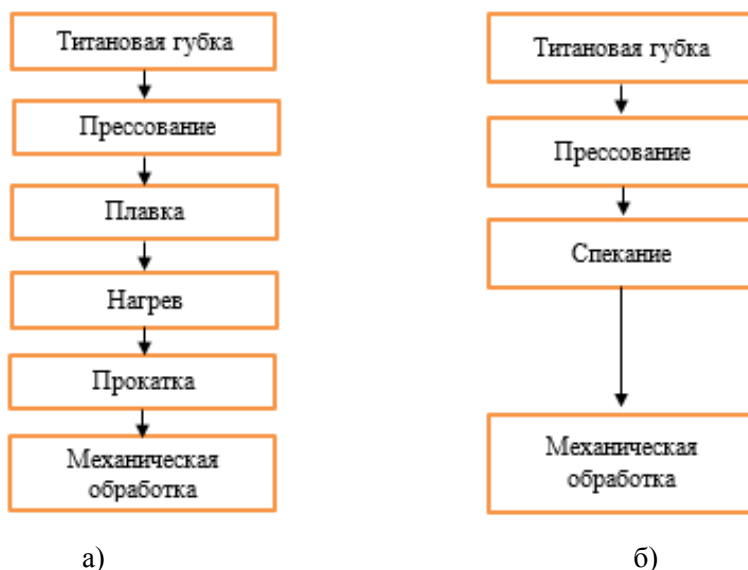 Титановая губка
Прессование
Плавка
Нагрев
Прокатка
Механическая
обработка
а)
Титановая губка
Прессование
Спекание
Механическая
обработка
б)